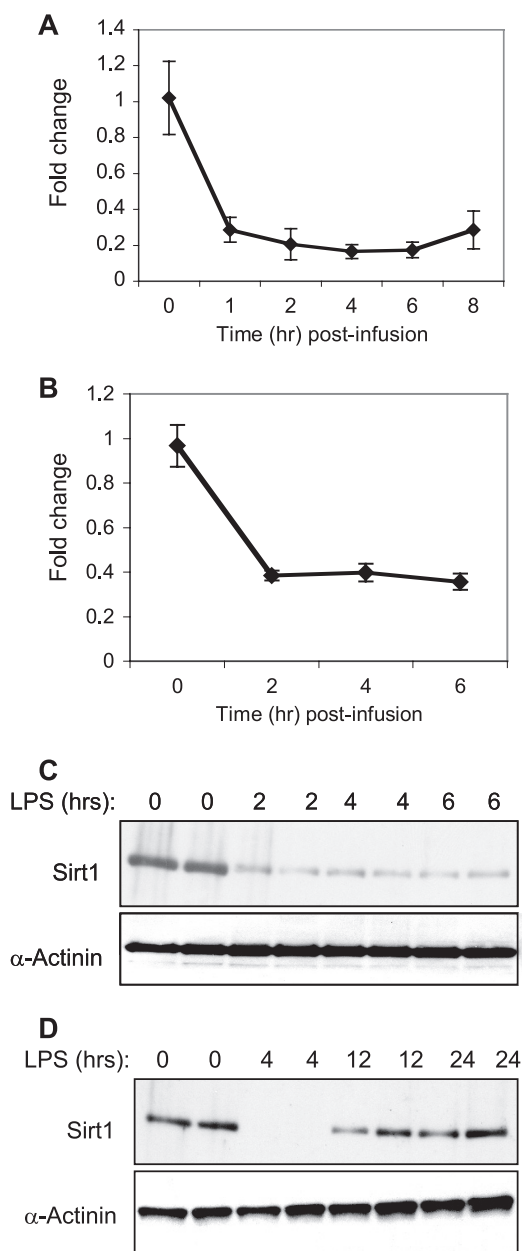 A
Fold change
1.4
1.2
1
0.8
0.6
0.4
0.2
0
0 1 2 4 6 8
Time (hr) post-infusion
B
Fold change
1.2
1
0.8
0.6
0.4
0.2
0
0 2 4 6
Time (hr) post-infusion
C
LPS (hrs): 0 0 2 2 4 4 6 6
Sirt1
α-Actinin
D
LPS (hrs): 0 0 4 4 12 12 24 24
Sirt1
α-Actinin